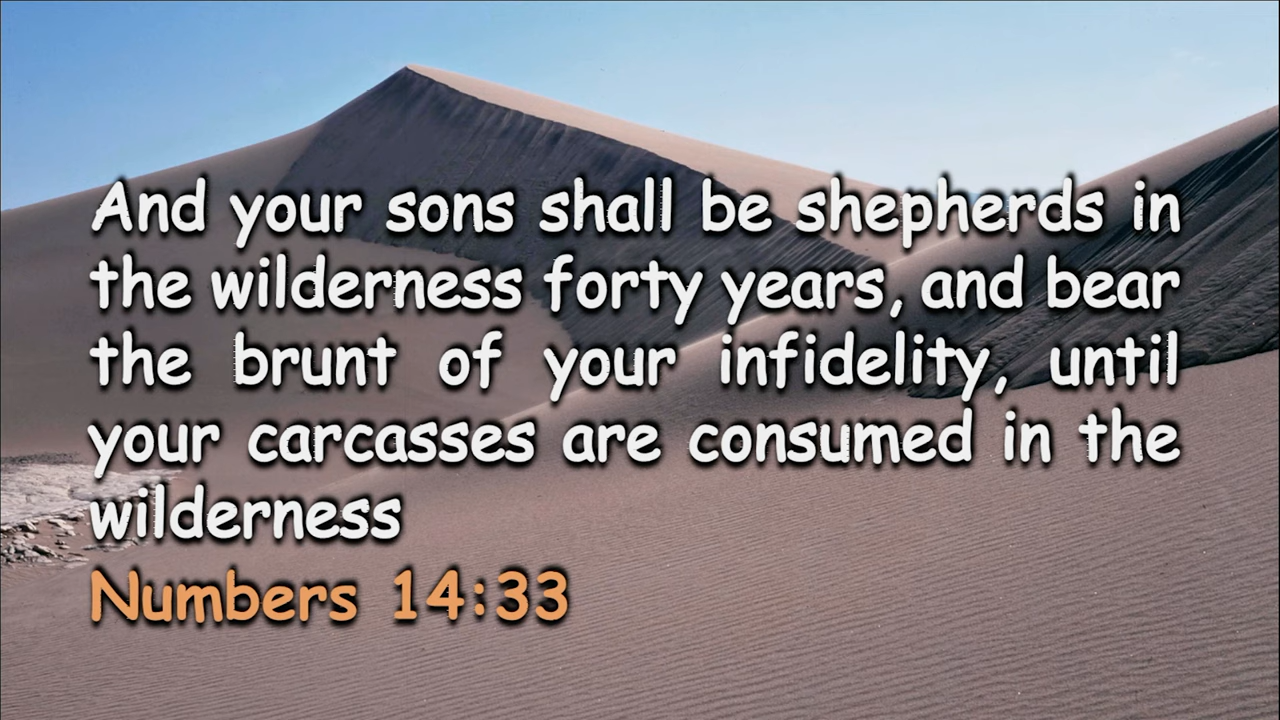 And your sons shall be shepherds in
the wilderness forty years, and bear
the brunt of your infidelity, until
your carcasses are consumed in the
wilderness
Numbers 14:33